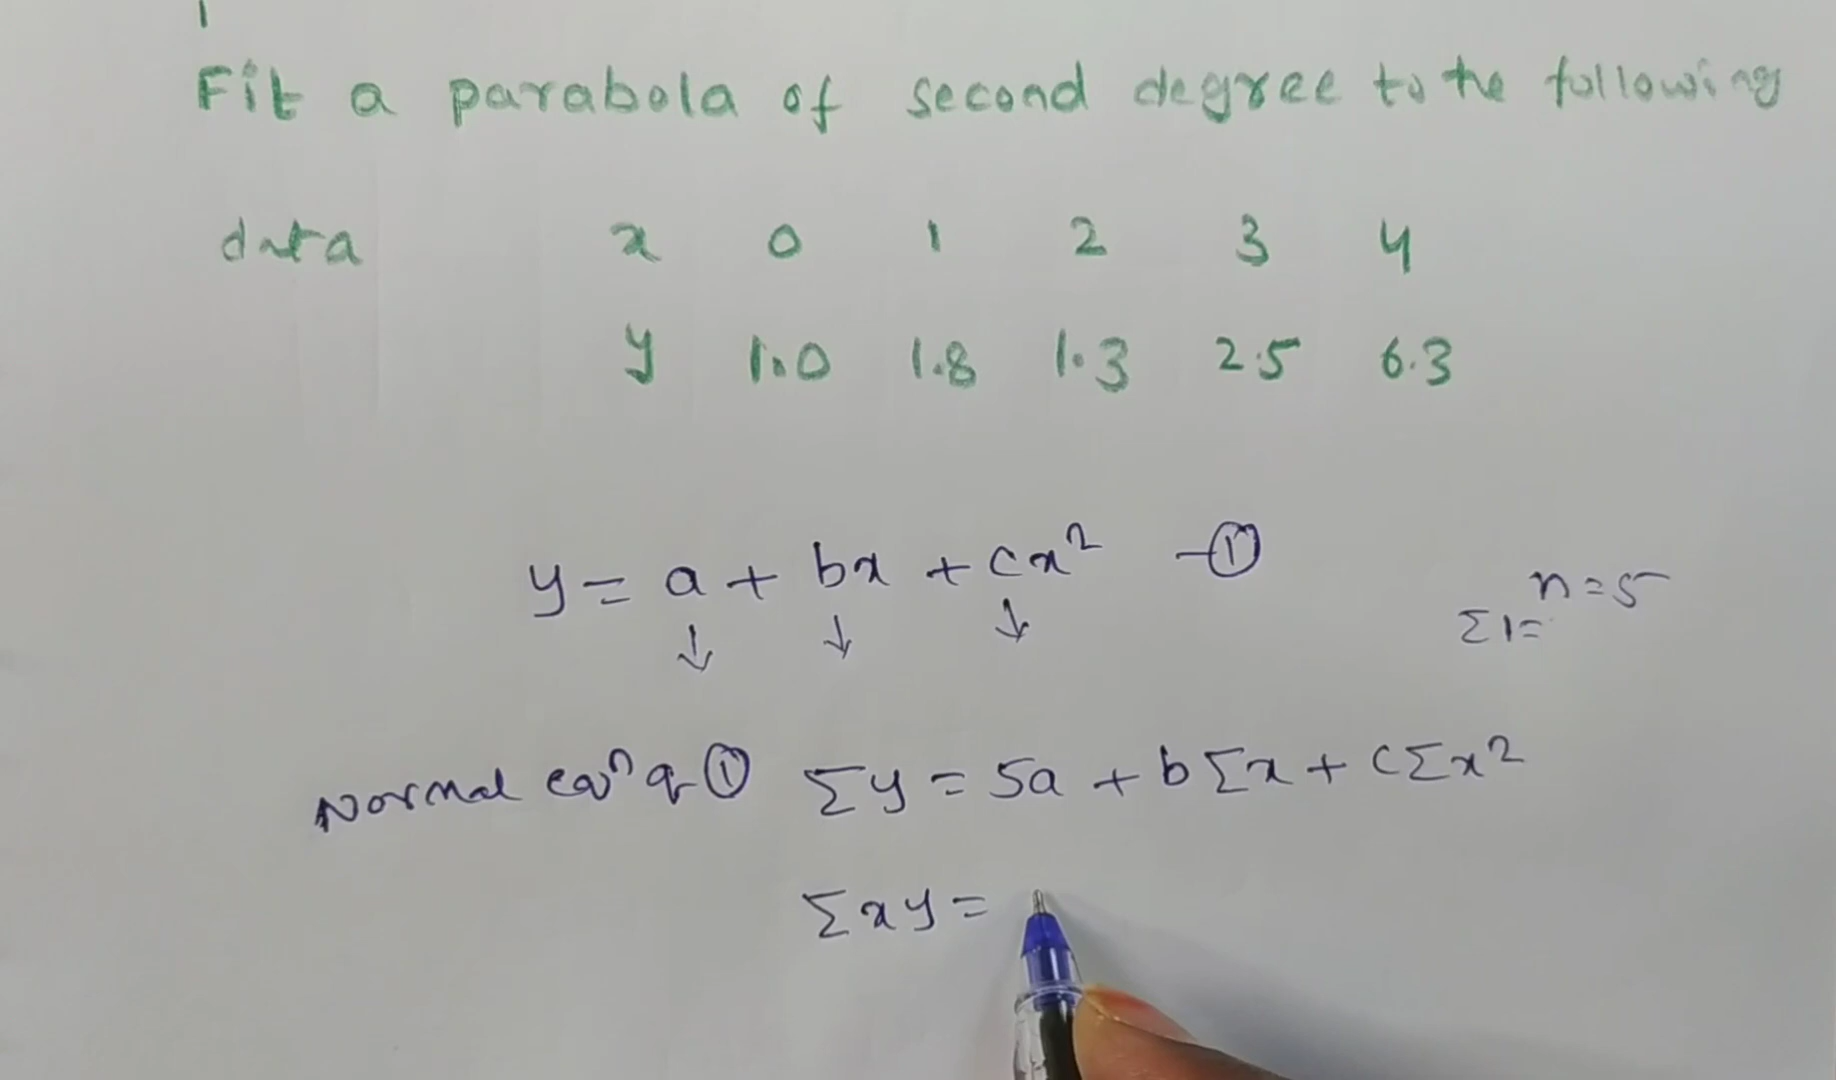 Fit a parabola of second degree to the following
data x 0 1 2 3 4
y 1.0 1.8 1.3 2.5 6.3
y = a + bx + cx² -①
n=5
Σ1=
↓ ↓ ↓
Normal eqⁿ of ① Σy = 5a + bΣx + cΣx²
Σxy =